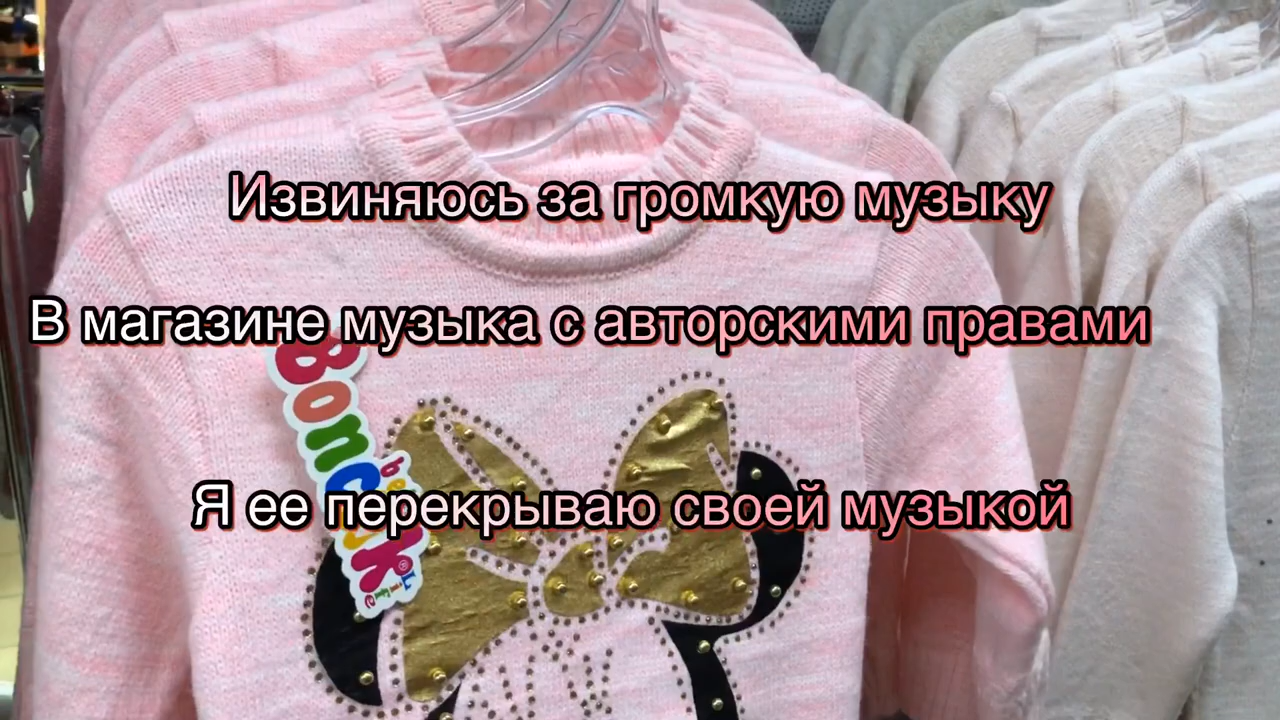 Извиняюсь за громкую музыку
В магазине музыка с авторскими правами
Я ее перекрываю своей музыкой